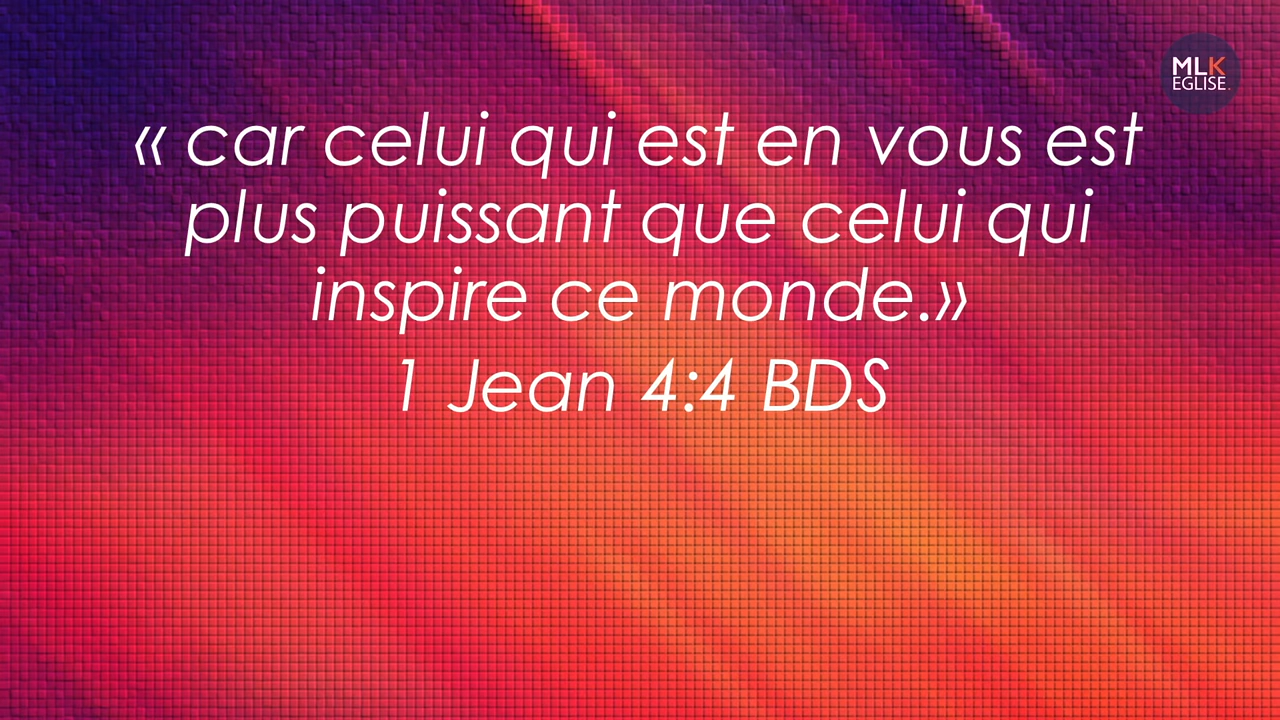 MLK
EGLISE
« car celui qui est en vous est
plus puissant que celui qui
inspire ce monde.»
1 Jean 4:4 BDS